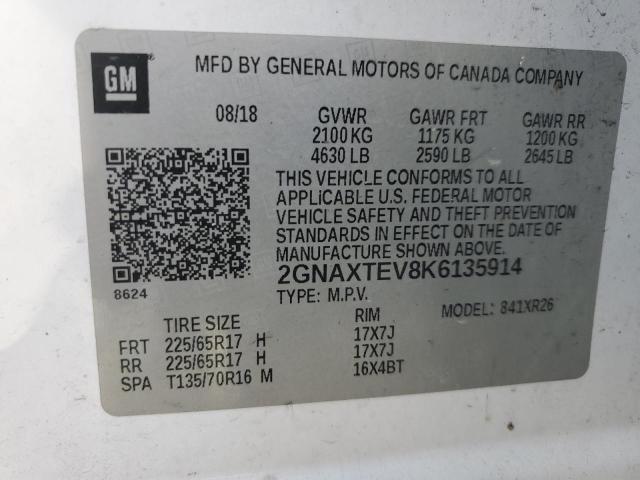 GM
MFD BY GENERAL MOTORS OF CANADA COMPANY
08/18 GVWR GAWR FRT GAWR RR
2100 KG 1175 KG 1200 KG
4630 LB 2590 LB 2645 LB
THIS VEHICLE CONFORMS TO ALL
APPLICABLE U.S. FEDERAL MOTOR
VEHICLE SAFETY AND THEFT PREVENTION
STANDARDS IN EFFECT ON THE DATE OF
MANUFACTURE SHOWN ABOVE.
2GNAXTEV8K6135914
8624
TYPE: M.P.V. MODEL: 841XR26
TIRE SIZE RIM
FRT 225/65R17 H 17X7J
RR 225/65R17 H 17X7J
SPA T135/70R16 M 16X4BT